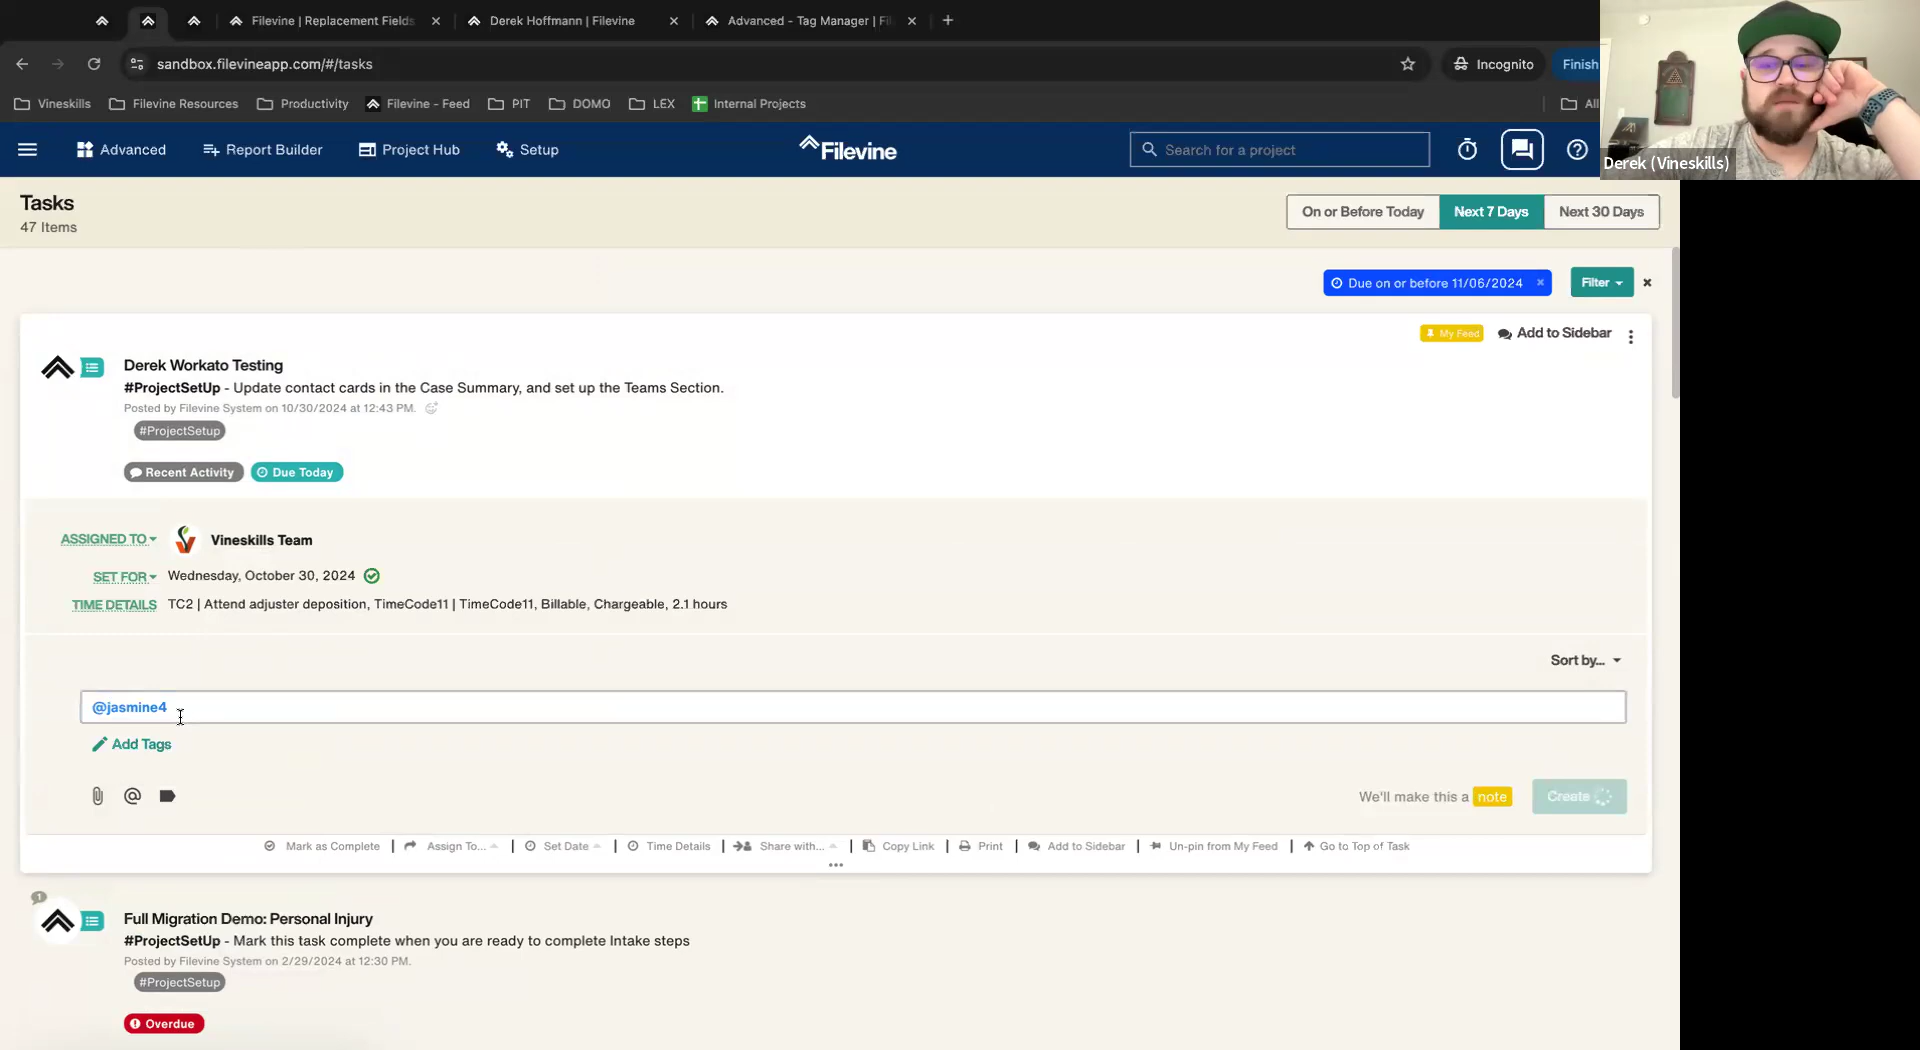 Filevine | Replacement Fields
Derek Hoffmann | Filevine
Advanced - Tag Manager | Fil
sandbox.filevineapp.com/#/tasks
Incognito
Finish
Vineskills
Filevine Resources
Productivity
Filevine - Feed
PIT
DOMO
LEX
Internal Projects
All
Advanced
Report Builder
Project Hub
Setup
Filevine
Search for a project
Derek (Vineskills)
Tasks
47 Items
On or Before Today
Next 7 Days
Next 30 Days
Due on or before 11/06/2024
Filter
My Feed
Add to Sidebar
Derek Workato Testing
#ProjectSetUp - Update contact cards in the Case Summary, and set up the Teams Section.
Posted by Filevine System on 10/30/2024 at 12:43 PM.
#ProjectSetup
Recent Activity
Due Today
ASSIGNED TO
Vineskills Team
SET FOR
Wednesday, October 30, 2024
TIME DETAILS
TC2 | Attend adjuster deposition, TimeCode11 | TimeCode11, Billable, Chargeable, 2.1 hours
Sort by...
@jasmine4
Add Tags
We'll make this a note
Create
Mark as Complete
Assign To...
Set Date
Time Details
Share with...
Copy Link
Print
Add to Sidebar
Un-pin from My Feed
Go to Top of Task
1
Full Migration Demo: Personal Injury
#ProjectSetUp - Mark this task complete when you are ready to complete Intake steps
Posted by Filevine System on 2/29/2024 at 12:30 PM.
#ProjectSetup
Overdue